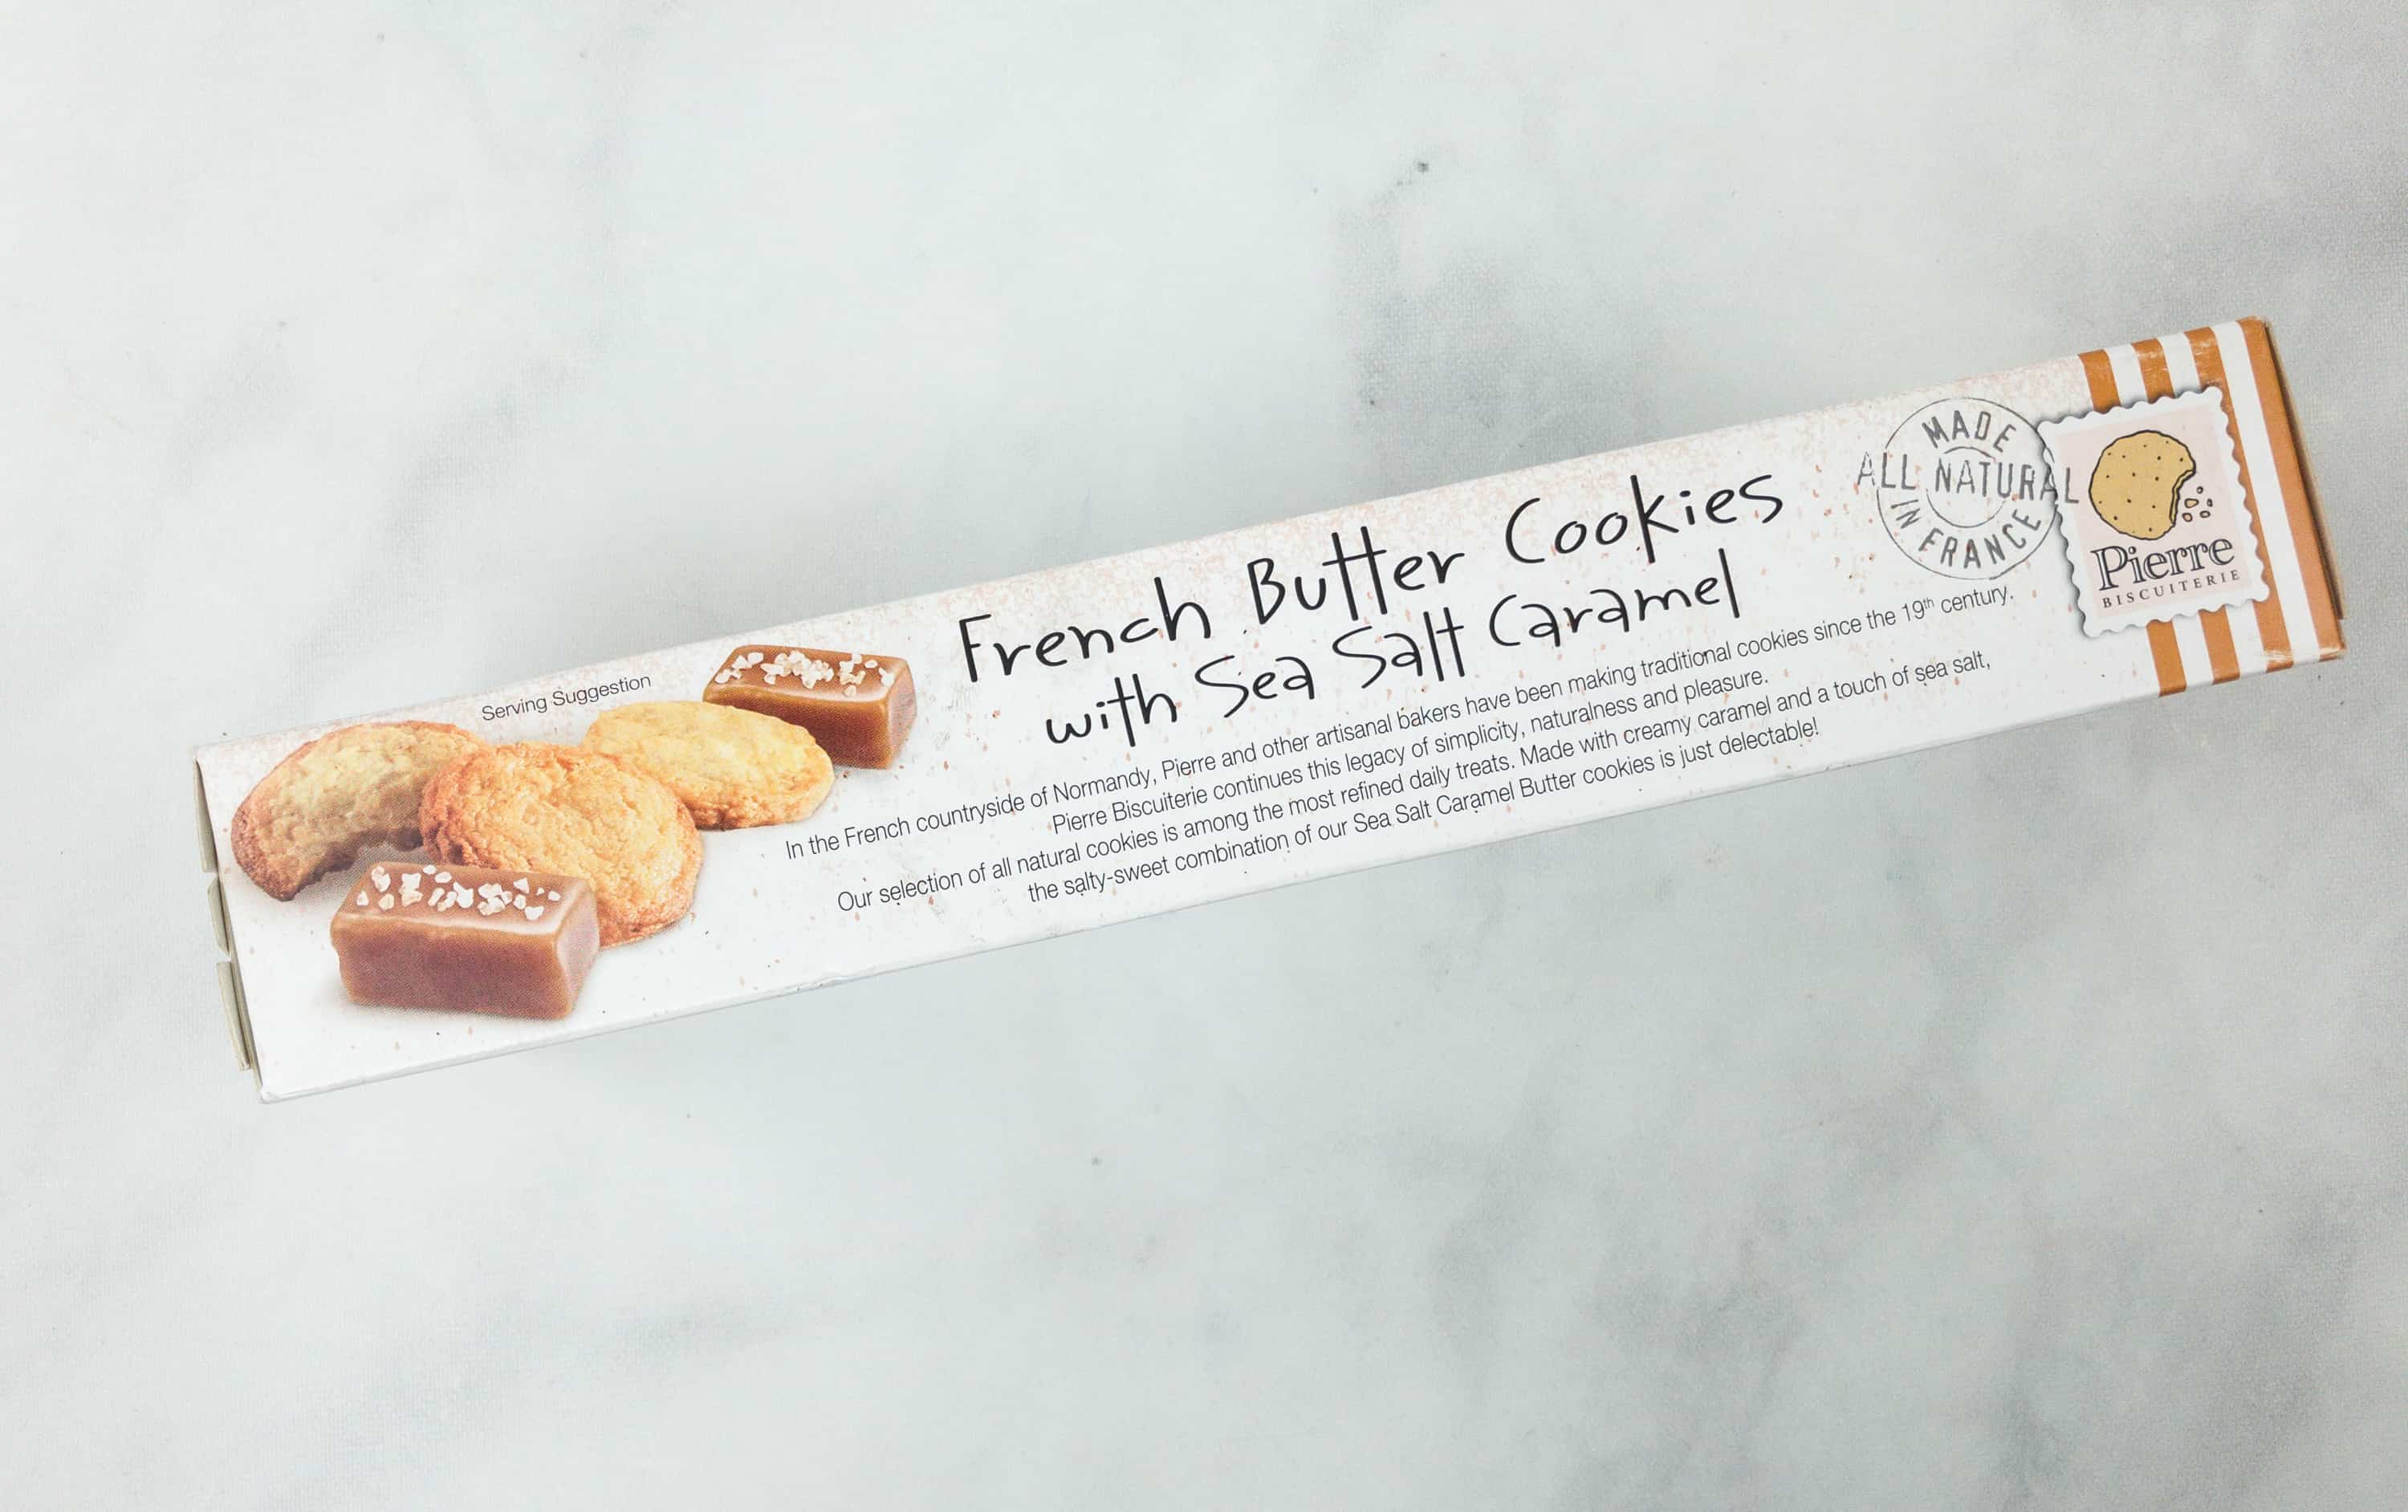 Serving Suggestion
French Butter Cookies
with Sea Salt Caramel
In the French countryside of Normandy, Pierre and other artisanal bakers have been making traditional cookies since the 19th century.
Pierre Biscuiterie continues this legacy of simplicity, naturalness and pleasure.
Our selection of all natural cookies is among the most refined daily treats. Made with creamy caramel and a touch of sea salt,
the salty-sweet combination of our Sea Salt Caramel Butter cookies is just delectable!
MADE
ALL NATURAL
IN FRANCE
Pierre
BISCUITERIE